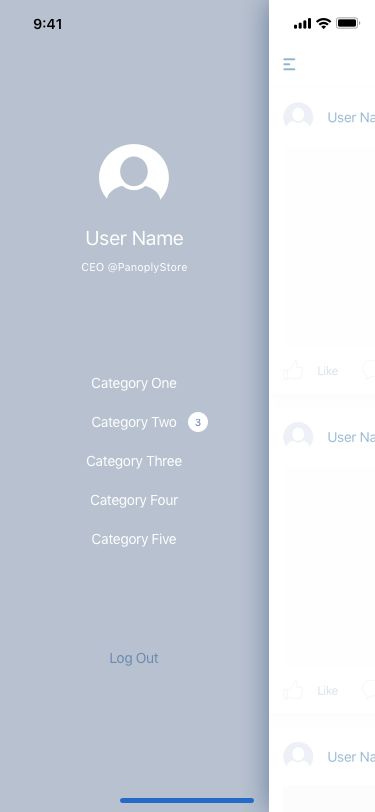 9:41
User Name
CEO @PanoplyStore
Category One
Category Two 3
Category Three
Category Four
Category Five
Log Out
User Na
Like
User Na
Like
User Na